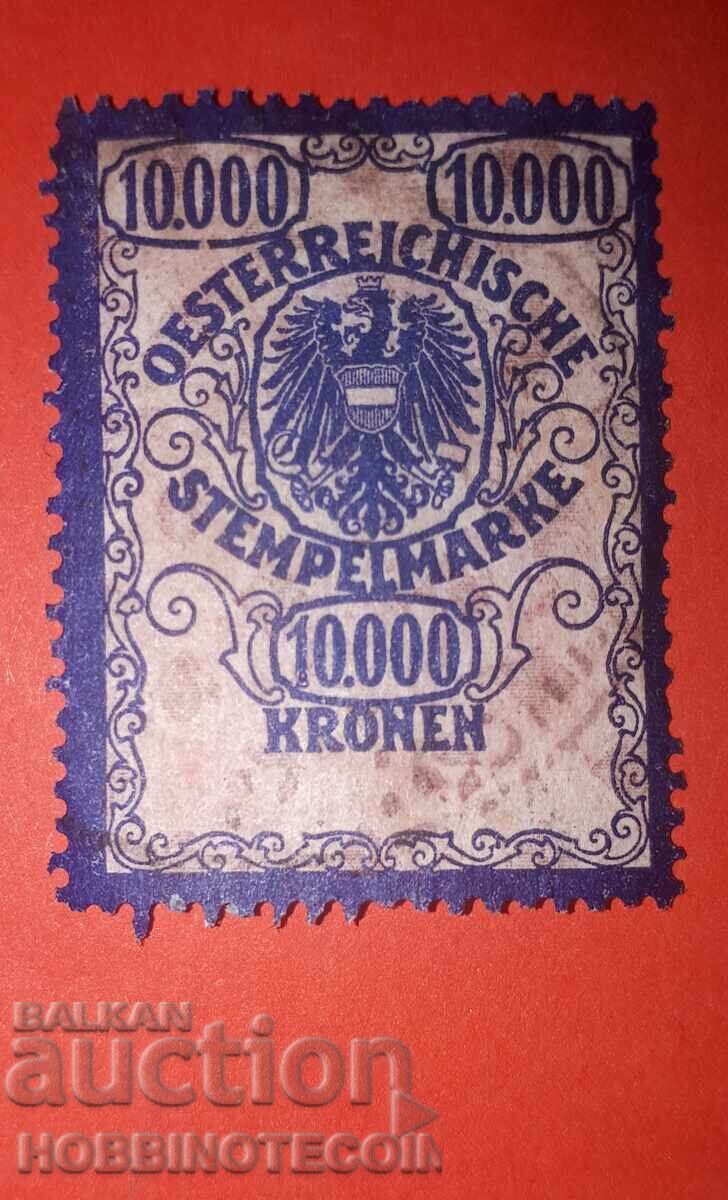 10.000 10.000
OESTERREICHISCHE
STEMPELMARKE
10.000
KRONEN
BALKAN
auction
HOBBINOTECOIN